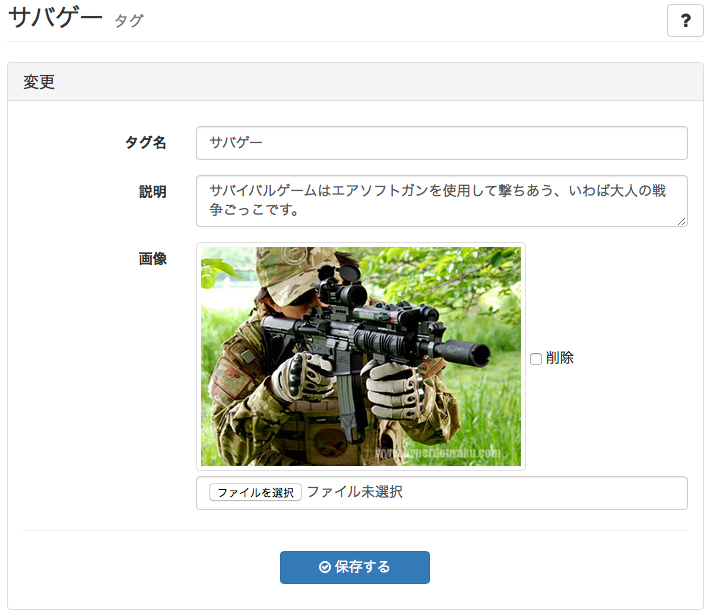 サバゲー タグ
?
変更
タグ名
サバゲー
説明
サバイバルゲームはエアソフトガンを使用して撃ちあう、いわば大人の戦
争ごっこです。
画像
削除
ファイルを選択 ファイル未選択
保存する